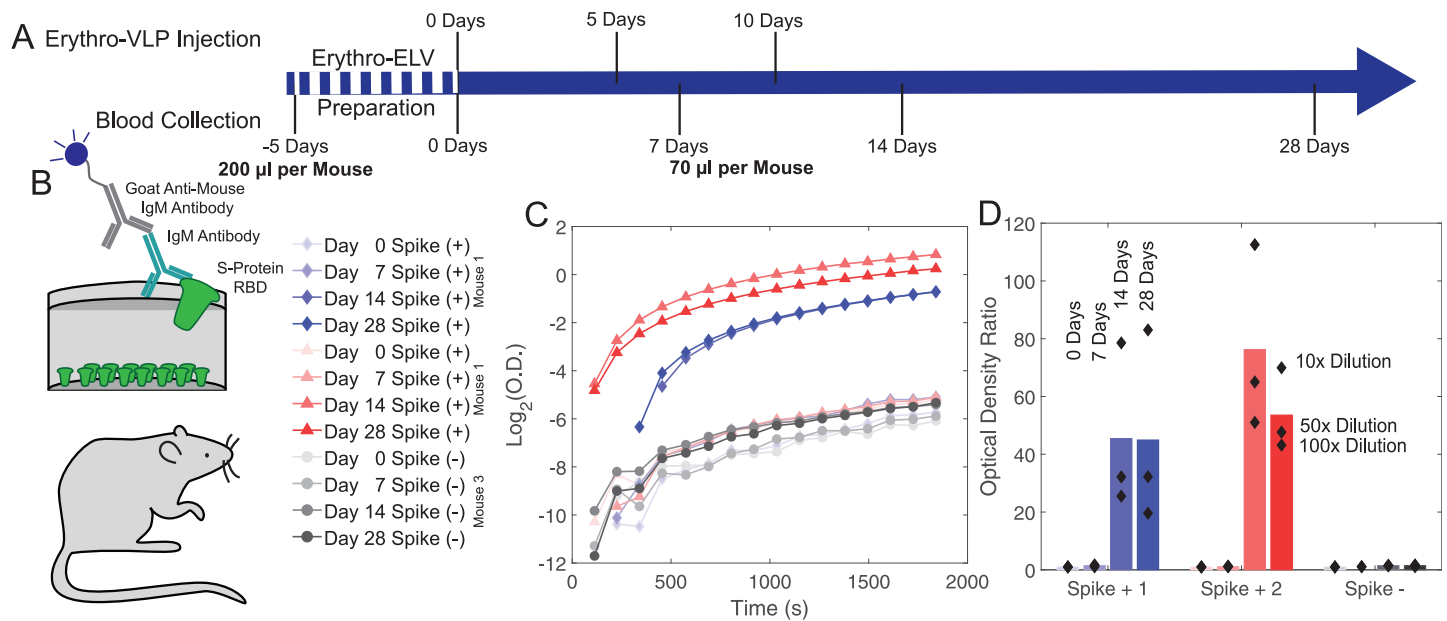 A Erythro-VLP Injection
0 Days
5 Days
10 Days
Erythro-ELV
Preparation
Blood Collection
-5 Days
0 Days
7 Days
14 Days
28 Days
200 µl per Mouse
70 µl per Mouse
B
Goat Anti-Mouse
IgM Antibody
IgM Antibody
S-Protein
RBD
Day 0 Spike (+)
Day 7 Spike (+)
Day 14 Spike (+)
Day 28 Spike (+)
Mouse 1
Day 0 Spike (+)
Day 7 Spike (+)
Day 14 Spike (+)
Day 28 Spike (+)
Mouse 1
Day 0 Spike (-)
Day 7 Spike (-)
Day 14 Spike (-)
Day 28 Spike (-)
Mouse 3
C
Log2(O.D.)
2
0
-2
-4
-6
-8
-10
-12
0
500
1000
1500
2000
Time (s)
D
Optical Density Ratio
120
100
80
60
40
20
0
0 Days
7 Days
14 Days
28 Days
10x Dilution
50x Dilution
100x Dilution
Spike + 1
Spike + 2
Spike -